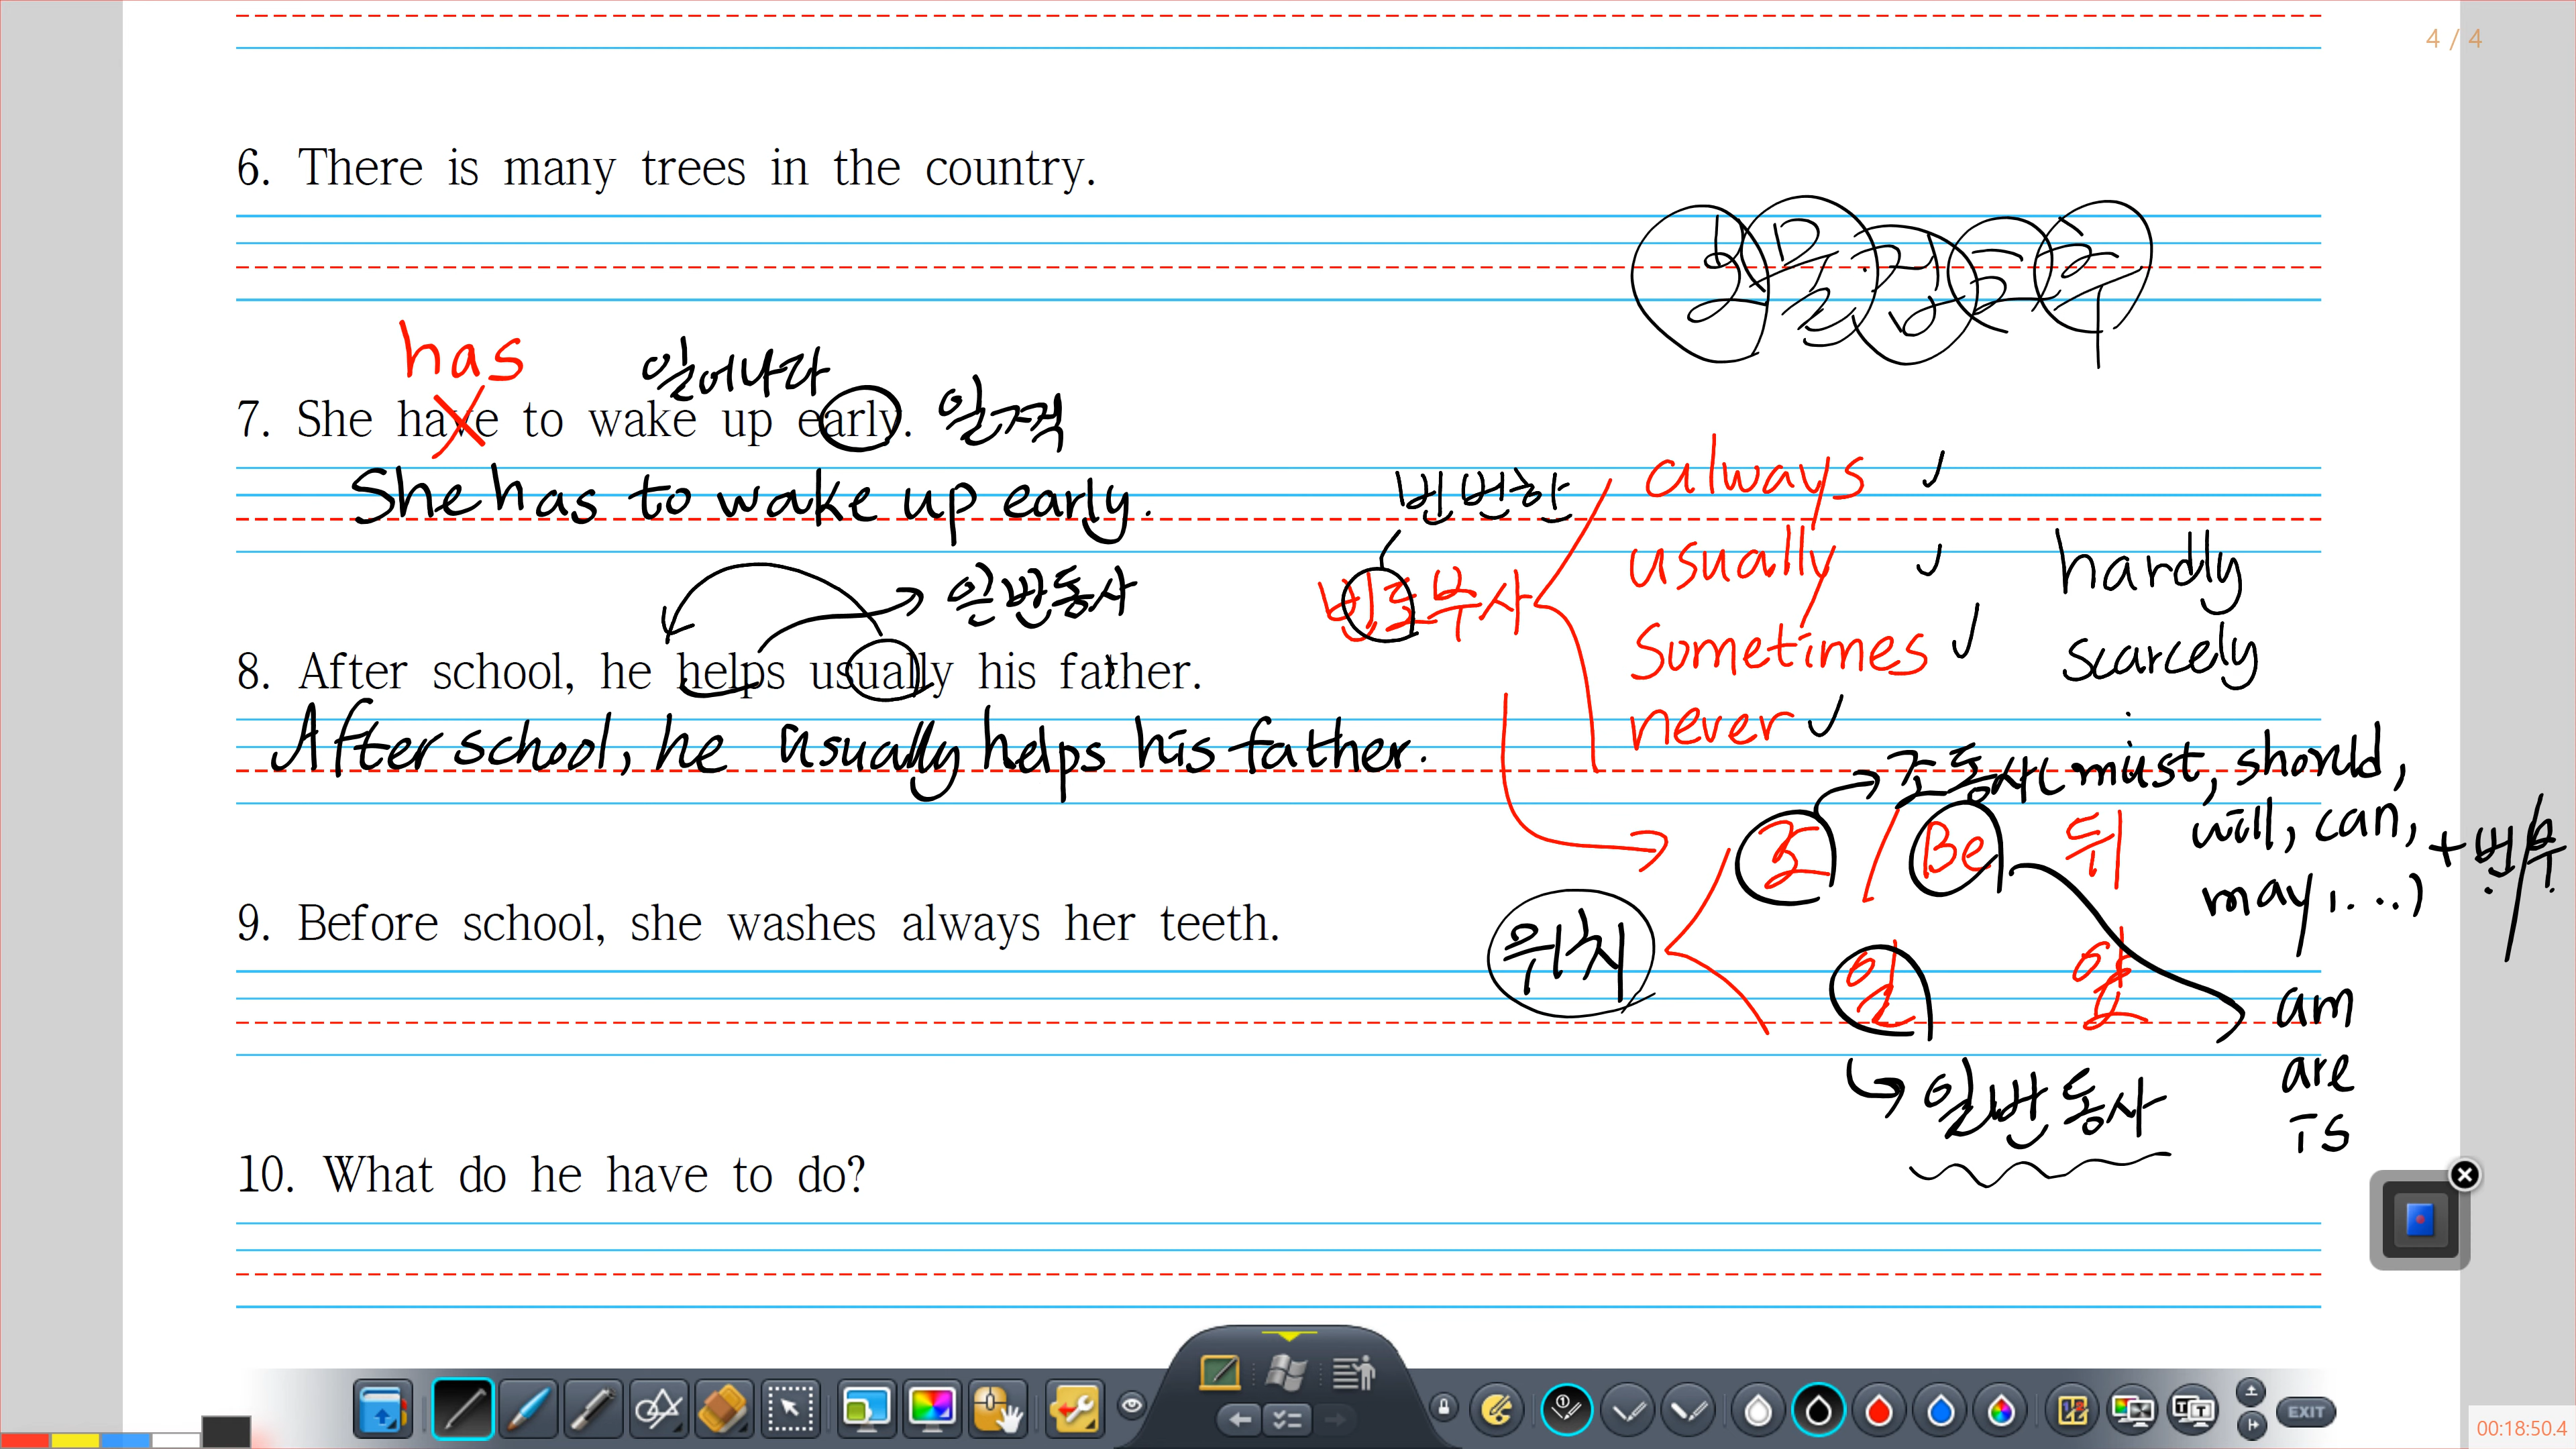 4 / 4
6. There is many trees in the country.
has
일어나다
7. She have to wake up early. 일찍
She has to wake up early.
일반동사
8. After school, he helps usually his father.
After school, he usually helps his father.
9. Before school, she washes always her teeth.
10. What do he have to do?
빈번한
빈도부사
always
usually
sometimes
never
hardly
scarcely
조동사( must, should,
will, can,
may, ...)
+ 빈부
위치
조 / Be 뒤
일 앞
일반동사
am
are
is
EXIT
00:18:50.4